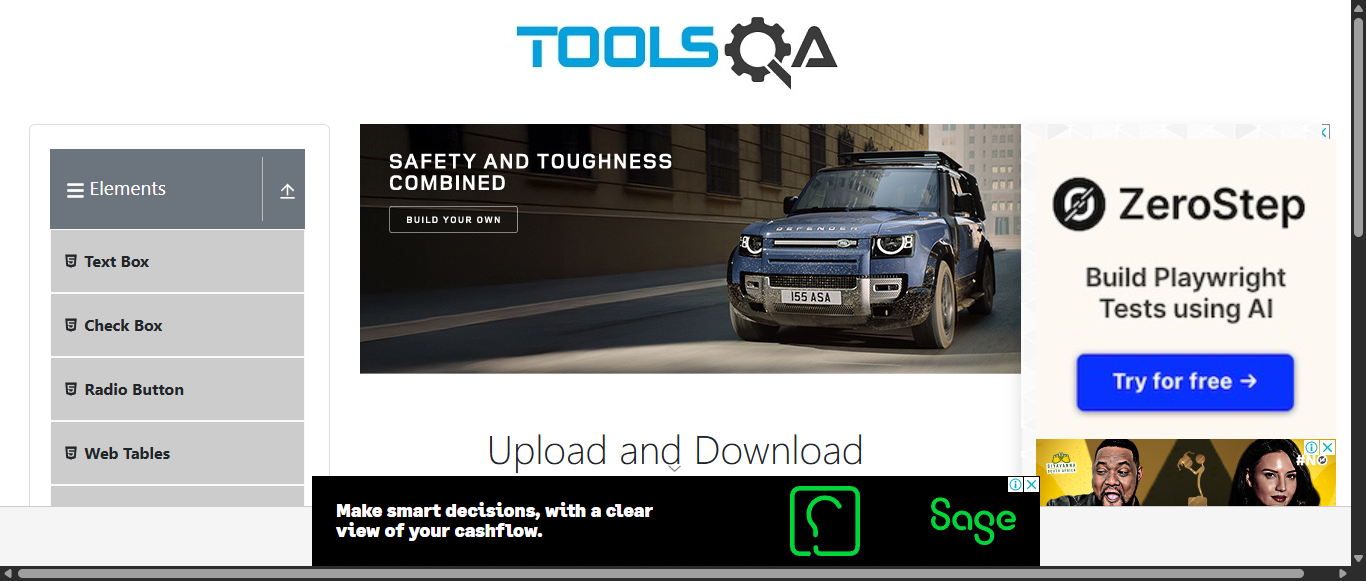 TOOLSQA
Elements
Text Box
Check Box
Radio Button
Web Tables
SAFETY AND TOUGHNESS
COMBINED
BUILD YOUR OWN
DEFENDER
155 ASA
ZeroStep
Build Playwright
Tests using AI
Try for free →
Upload and Download
Make smart decisions, with a clear
view of your cashflow.
Sage